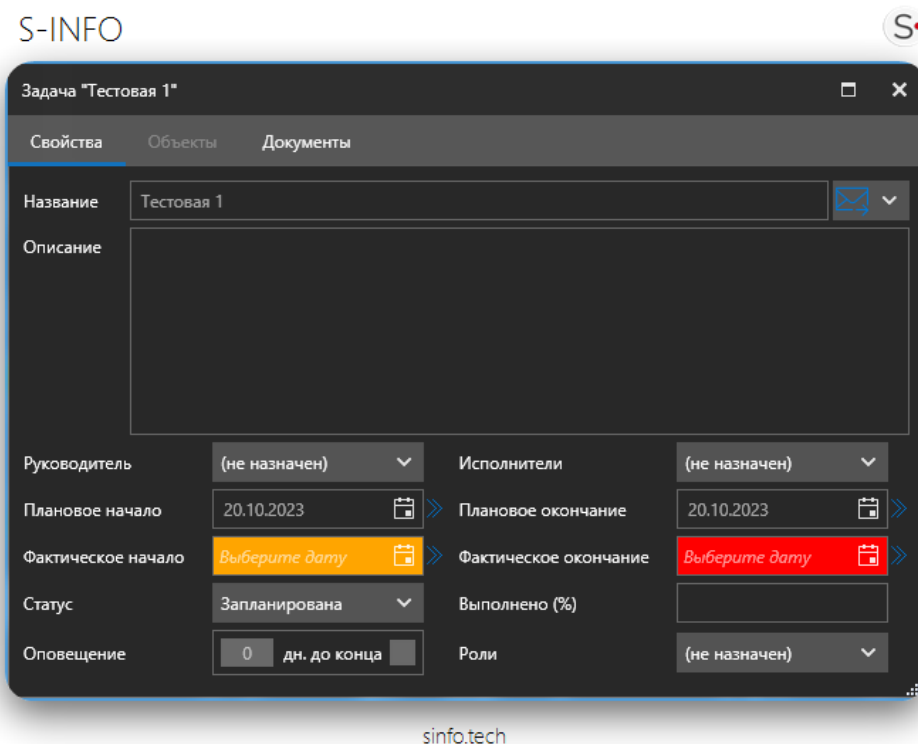 S-INFO
S
Задача "Тестовая 1"
Свойства Объекты Документы
Название Тестовая 1
Описание
Руководитель (не назначен) Исполнители (не назначен)
Плановое начало 20.10.2023 Плановое окончание 20.10.2023
Фактическое начало Выберите дату Фактическое окончание Выберите дату
Статус Запланирована Выполнено (%)
Оповещение 0 дн. до конца Роли (не назначен)
sinfo.tech